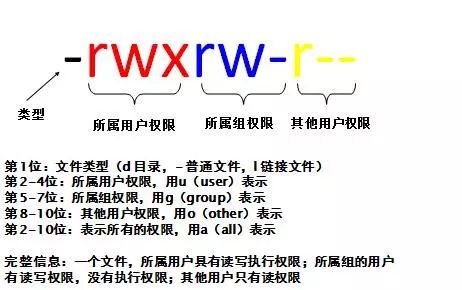 -rwxrw-r--
类型
所属用户权限
所属组权限
其他用户权限
第1位：文件类型（d目录，-普通文件，l链接文件）
第2-4位：所属用户权限，用u（user）表示
第5-7位：所属组权限，用g（group）表示
第8-10位：其他用户权限，用o（other）表示
第2-10位：表示所有的权限，用a（all）表示
完整信息：一个文件，所属用户具有读写执行权限；所属组的用户
有读写权限，没有执行权限；其他用户只有读权限